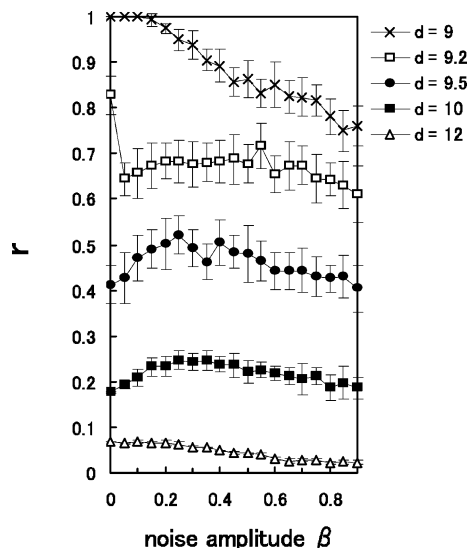 1
0.9
0.8
0.7
0.6
0.5
0.4
0.3
0.2
0.1
0
r
0 0.2 0.4 0.6 0.8
noise amplitude β
d = 9
d = 9.2
d = 9.5
d = 10
d = 12